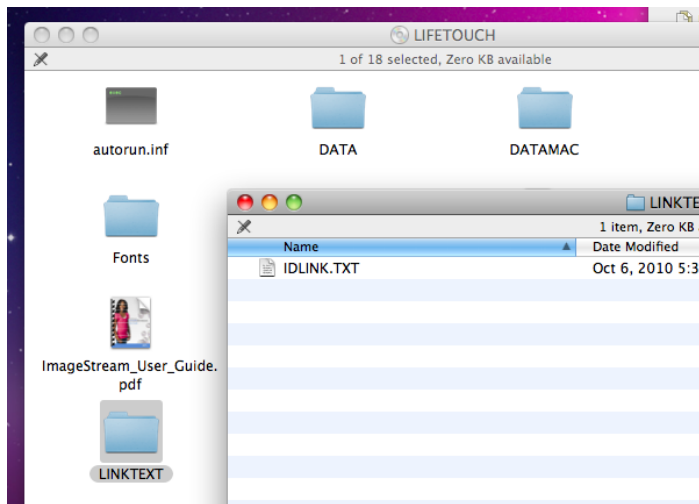 LIFETOUCH
1 of 18 selected, Zero KB available
autorun.inf
DATA
DATAMAC
Fonts
ImageStream_User_Guide.
pdf
LINKTEXT
LINKTE
1 item, Zero KB
Name
Date Modified
IDLINK.TXT
Oct 6, 2010 5:3